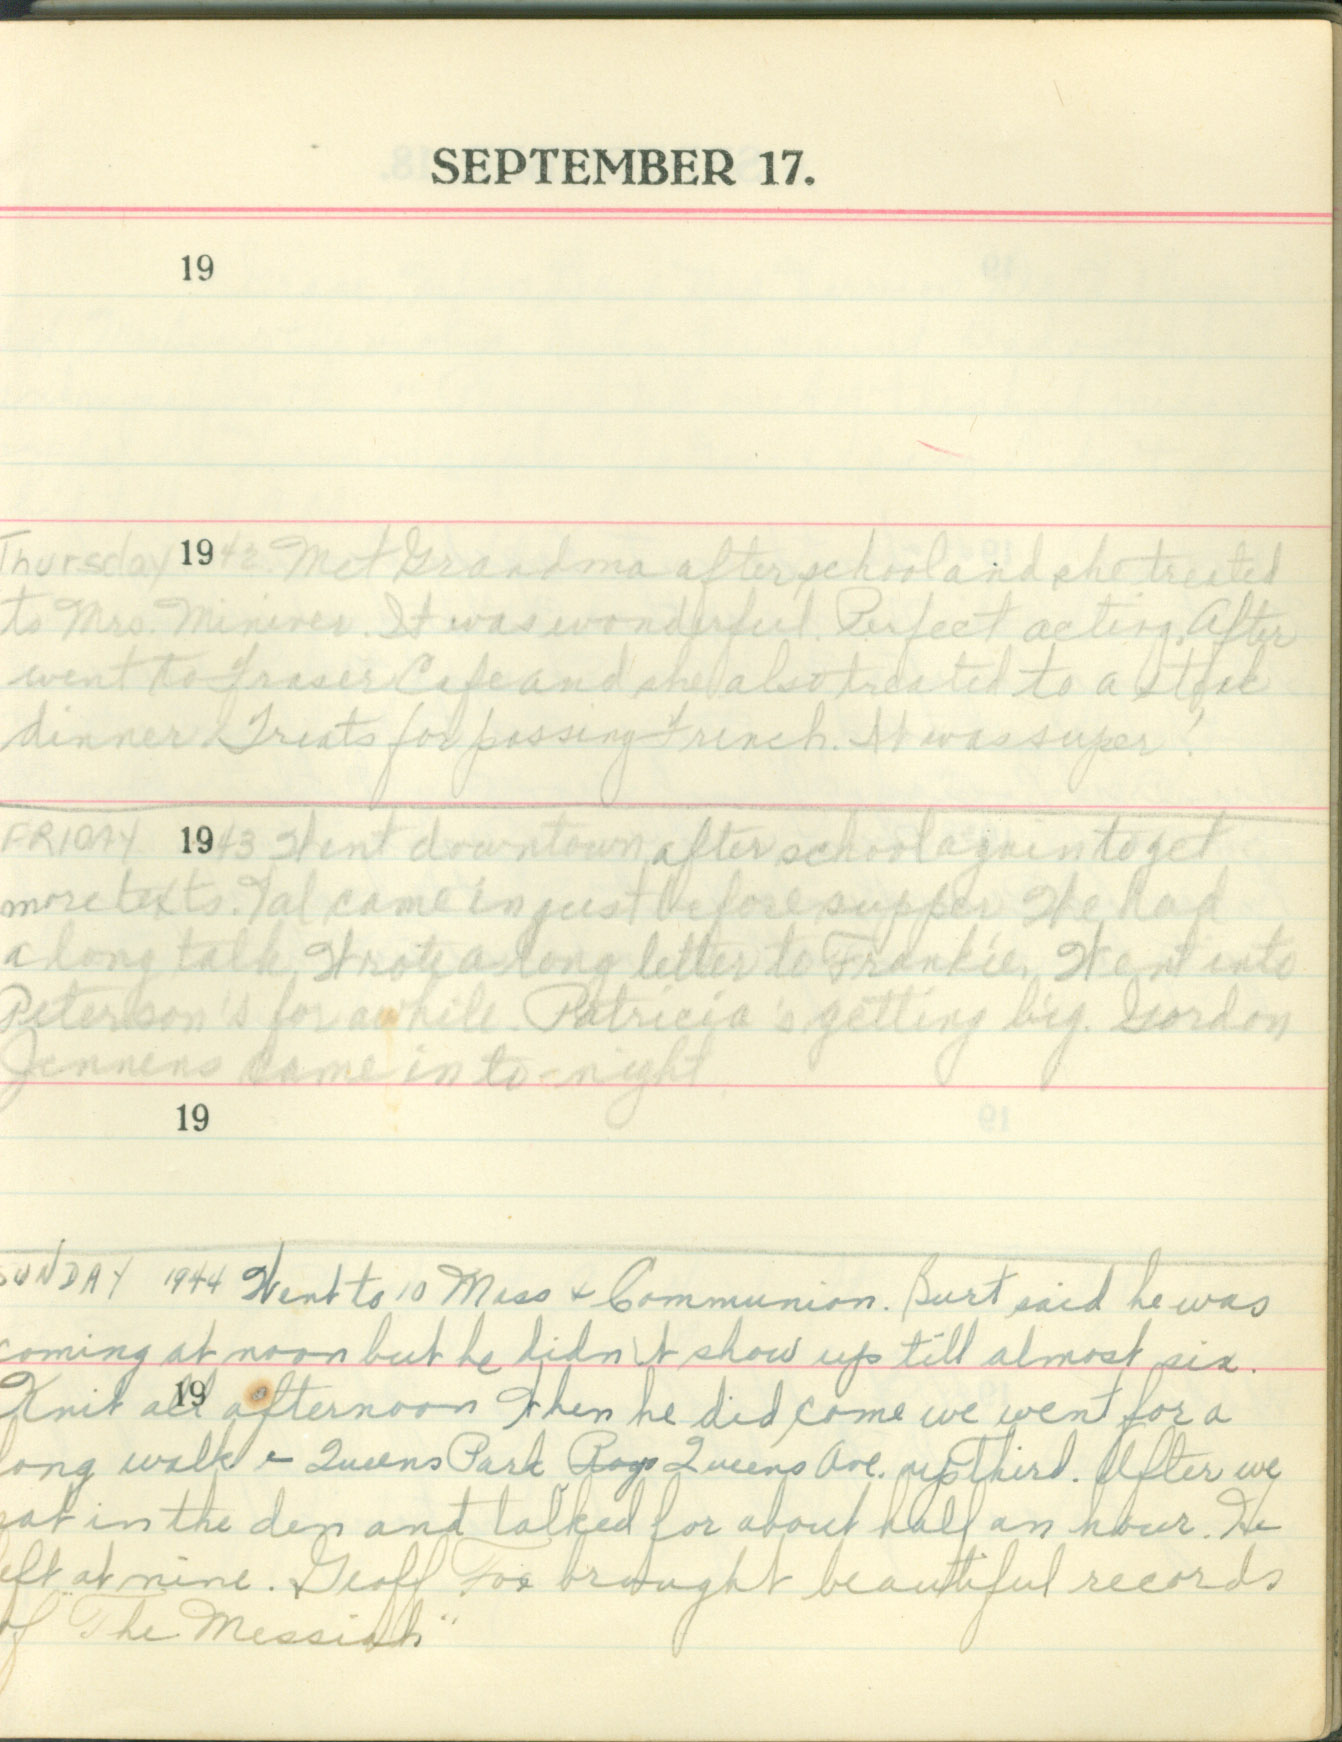 SEPTEMBER 17.
19
Thursday 1942. Met Grandma after school and she treated
to Mrs. Miniver. It was wonderful. Perfect acting. After
went to Fraser Cafe and she also treated to a steak
dinner. Treats for passing French. It was super!
FRIDAY 1943 Went downtown after school again to get
more texts. Val came in just before supper. We had
a long talk. Wrote a long letter to Frankie. Went into
Peterson's for awhile. Patricia's getting big. Gordon
Jennens came in to-night
19
SUNDAY 1944 Went to 10 Mass + Communion. Burt said he was
coming at noon but he didn't show up till almost six.
19
Knit all afternoon When he did come we went for a
long walk - Queens Park Queens Ave. up Third. After we
sat in the den and talked for about half an hour. He
left at nine. Geoff brought beautiful records
of "The Messiah"